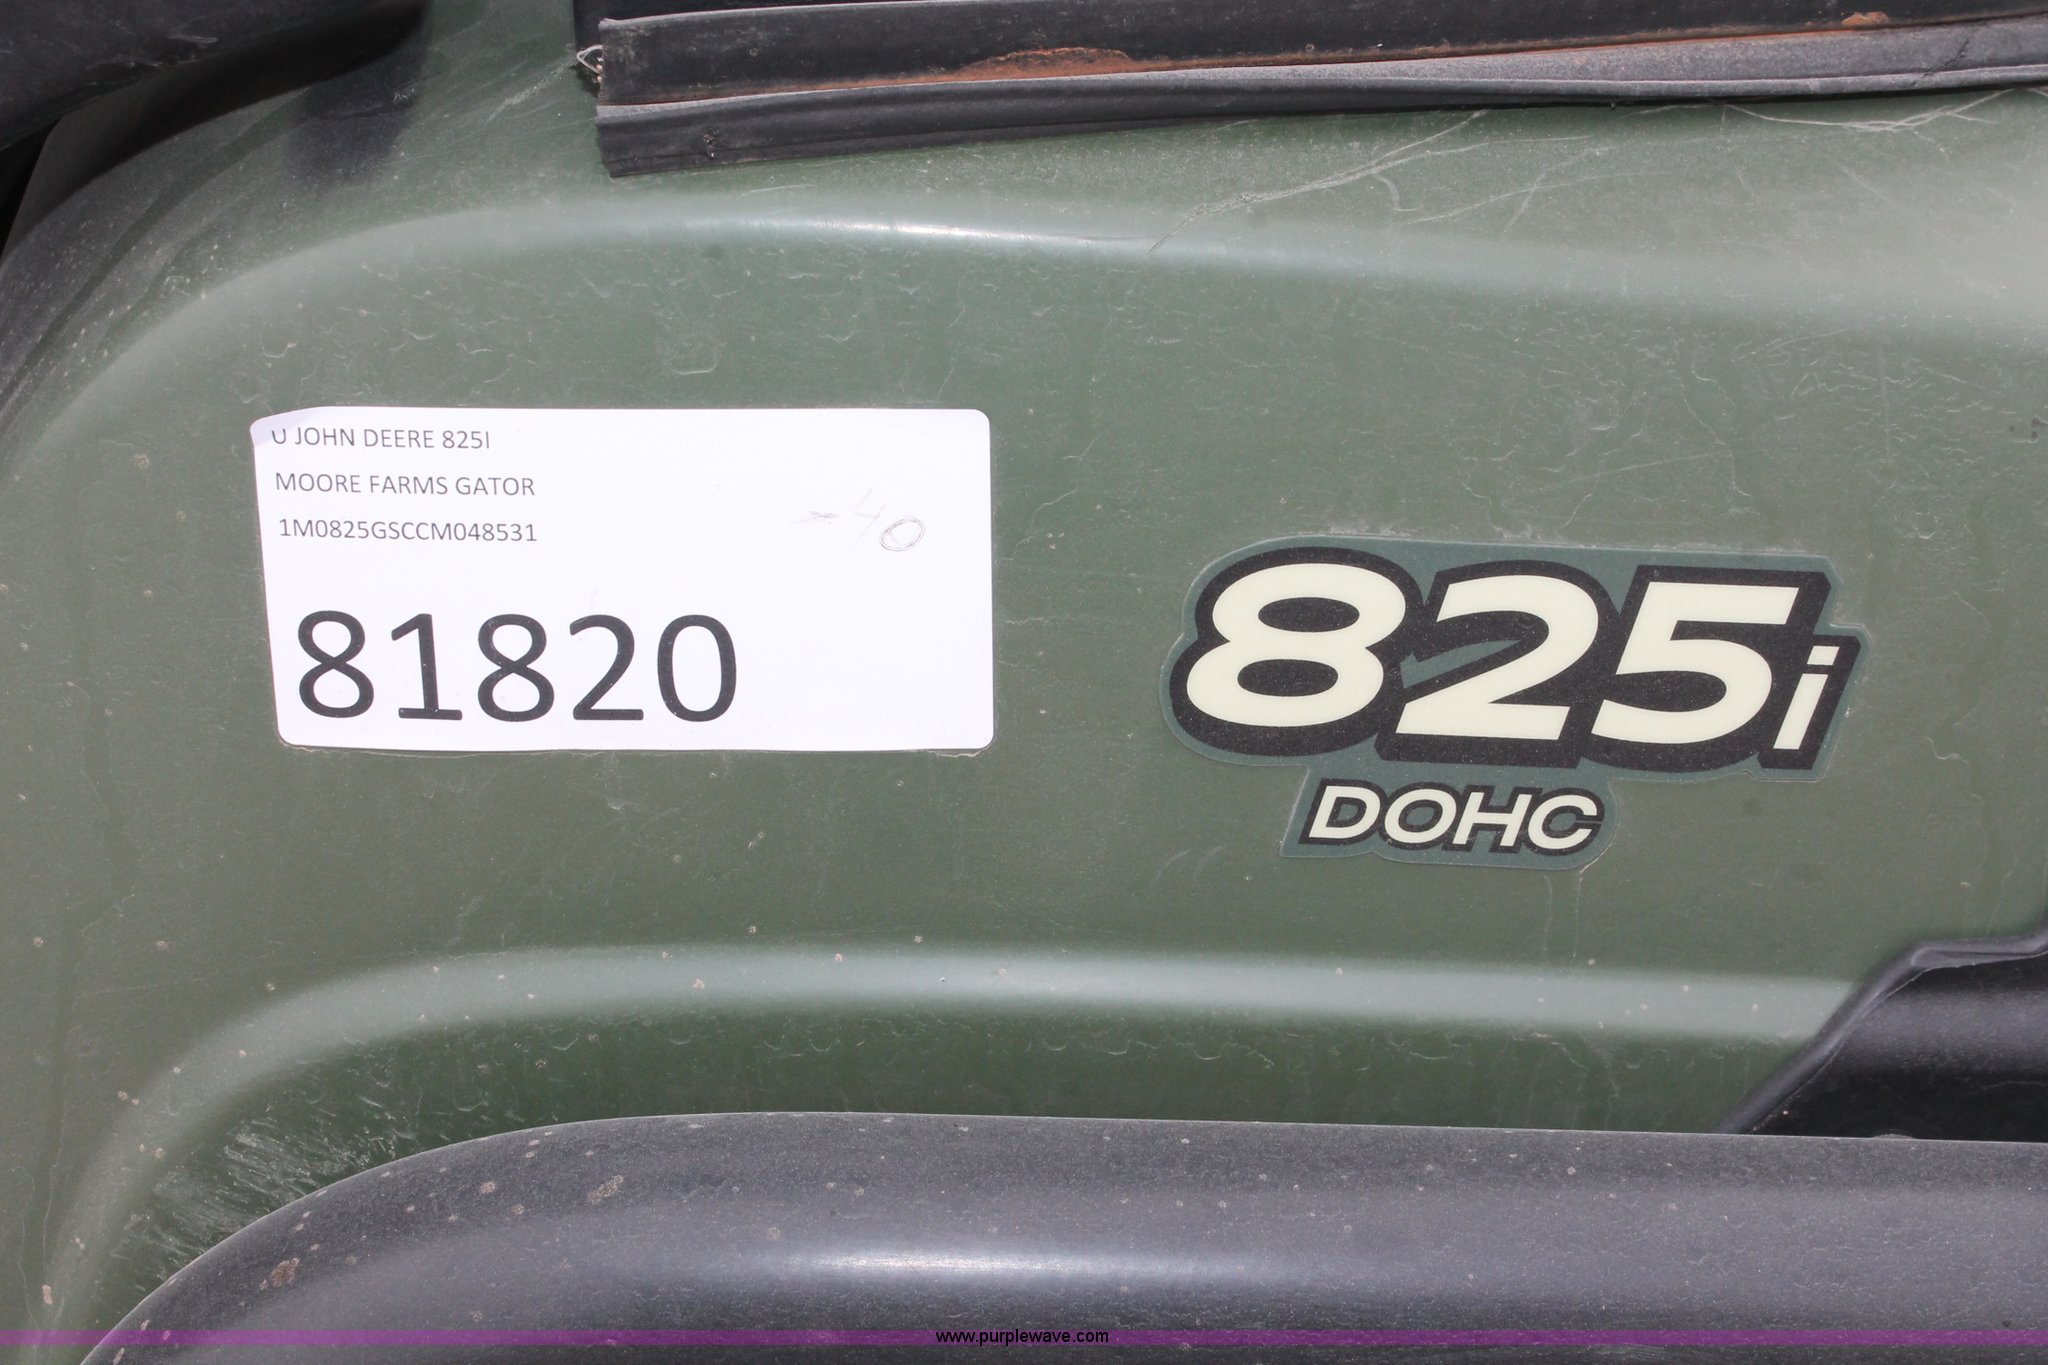 U JOHN DEERE 825I
MOORE FARMS GATOR
1M0825GSCCM048531
40
81820
825i
DOHC
www.purplewave.com